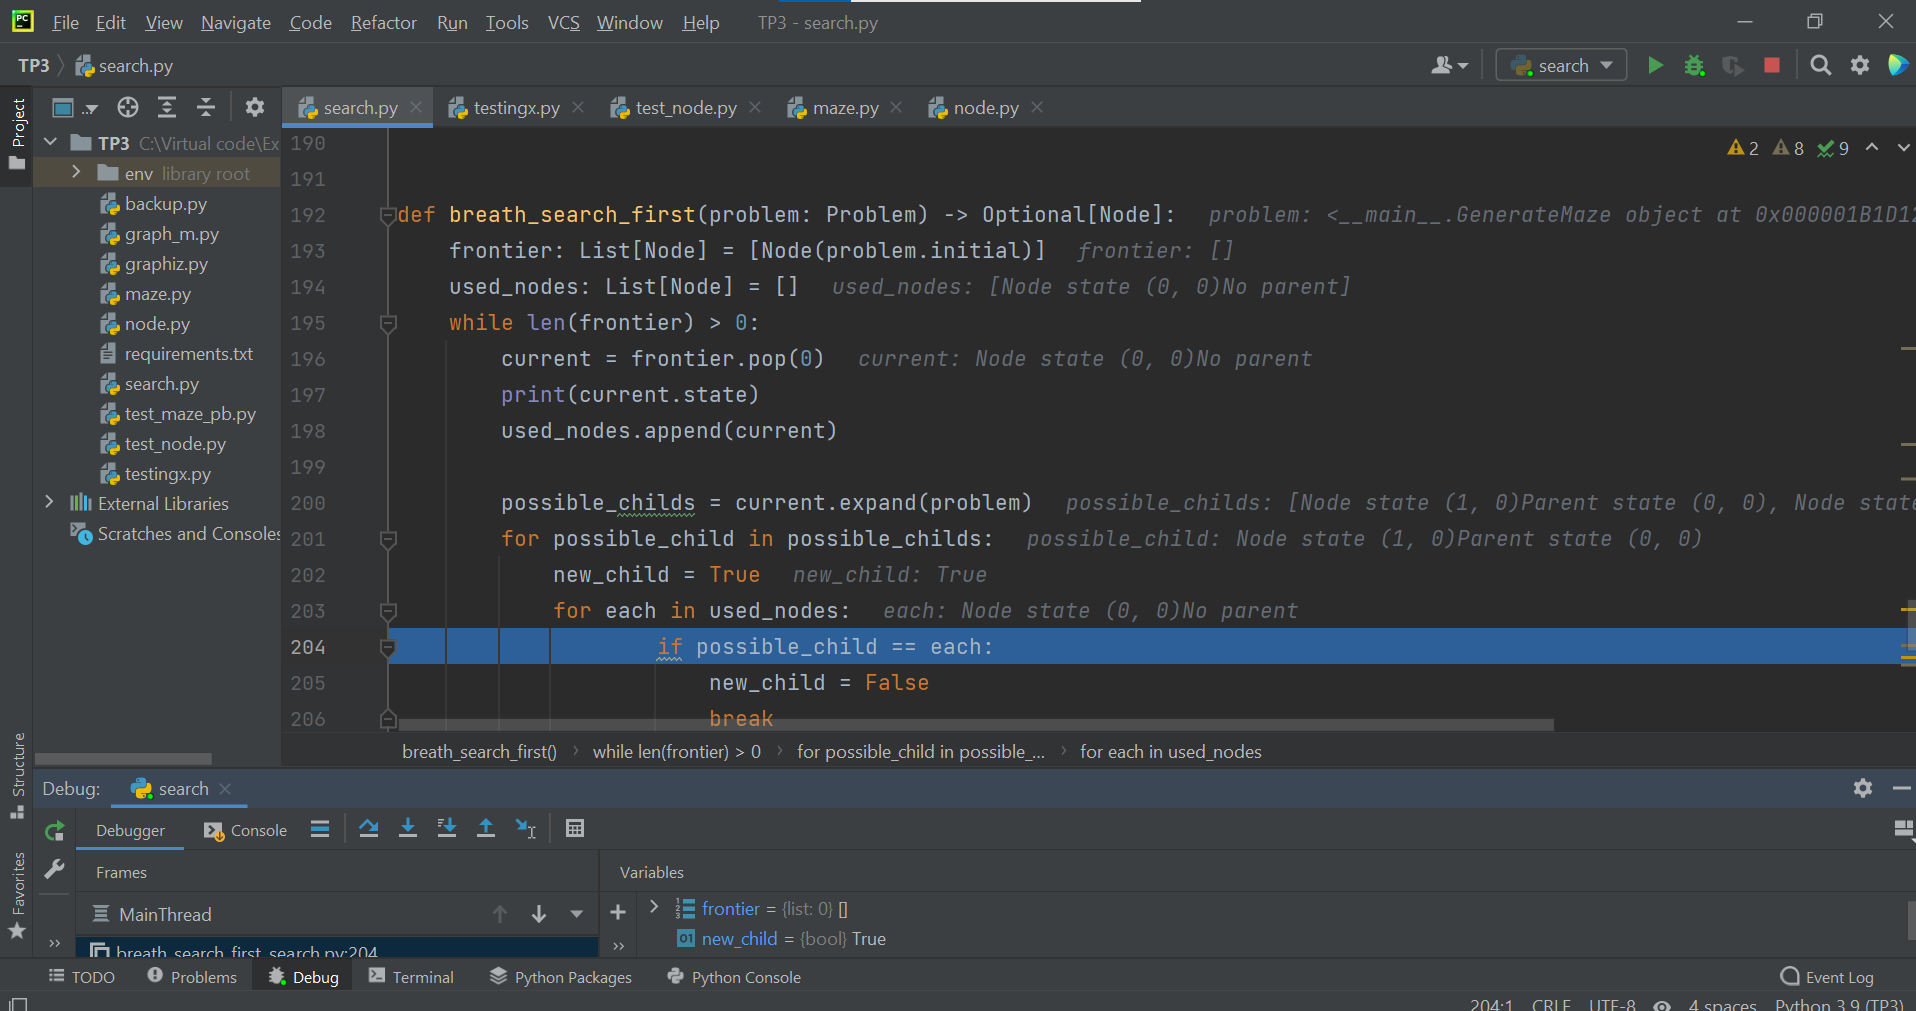 PC File Edit View Navigate Code Refactor Run Tools VCS Window Help TP3 - search.py
TP3 search.py
search
Project
search.py testingx.py test_node.py maze.py node.py
TP3 C:\Virtual code\Ex
env library root
backup.py
graph_m.py
graphiz.py
maze.py
node.py
requirements.txt
search.py
test_maze_pb.py
test_node.py
testingx.py
External Libraries
Scratches and Consoles
2 8 9
190
191
192 def breath_search_first(problem: Problem) -> Optional[Node]: problem: <__main__.GenerateMaze object at 0x000001B1D12
193 frontier: List[Node] = [Node(problem.initial)] frontier: []
194 used_nodes: List[Node] = [] used_nodes: [Node state (0, 0)No parent]
195 while len(frontier) > 0:
196 current = frontier.pop(0) current: Node state (0, 0)No parent
197 print(current.state)
198 used_nodes.append(current)
199
200 possible_childs = current.expand(problem) possible_childs: [Node state (1, 0)Parent state (0, 0), Node state
201 for possible_child in possible_childs: possible_child: Node state (1, 0)Parent state (0, 0)
202 new_child = True new_child: True
203 for each in used_nodes: each: Node state (0, 0)No parent
204 if possible_child == each:
205 new_child = False
206 break
breath_search_first() while len(frontier) > 0 for possible_child in possible_... for each in used_nodes
Structure
Favorites
Debug: search
Debugger Console
Frames
Variables
MainThread
breath_search_first, search.py:204
frontier = {list: 0} []
new_child = {bool} True
TODO Problems Debug Terminal Python Packages Python Console Event Log
204:1 CRLF UTF-8 4 spaces Python 3.9 (TP3)